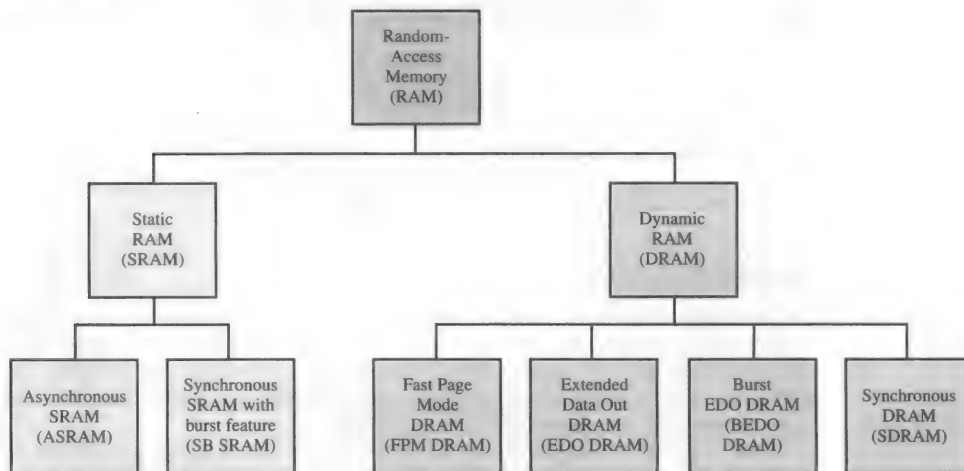 Random-
Access
Memory
(RAM)
Static
RAM
(SRAM)
Dynamic
RAM
(DRAM)
Asynchronous
SRAM
(ASRAM)
Synchronous
SRAM with
burst feature
(SB SRAM)
Fast Page
Mode
DRAM
(FPM DRAM)
Extended
Data Out
DRAM
(EDO DRAM)
Burst
EDO DRAM
(BEDO
DRAM)
Synchronous
DRAM
(SDRAM)